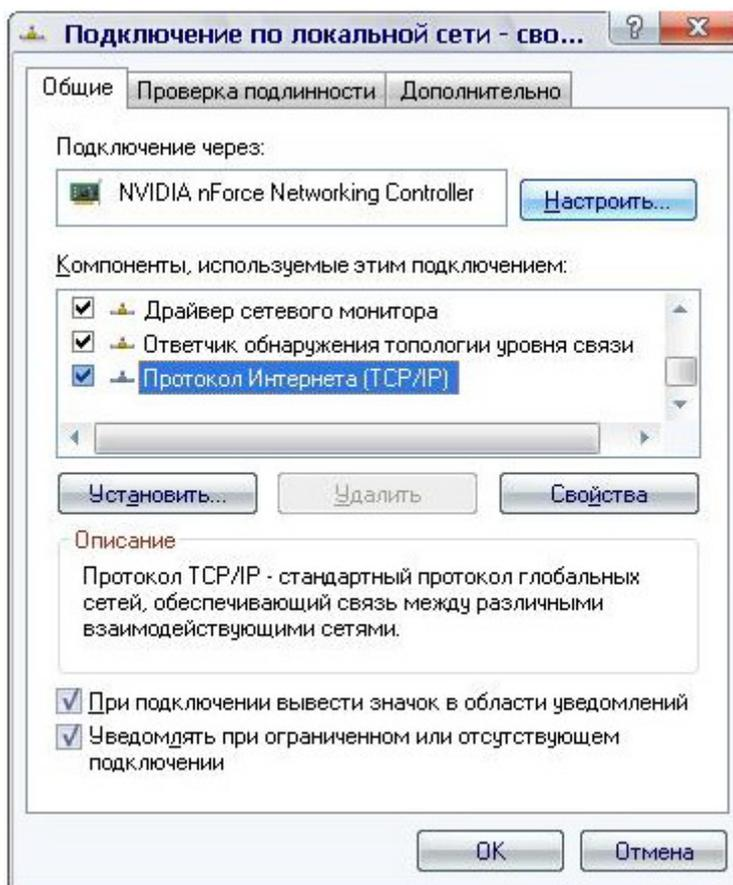 Подключение по локальной сети - сво...
Общие
Проверка подлинности
Дополнительно
Подключение через:
NVIDIA nForce Networking Controller
Настроить...
Компоненты, используемые этим подключением:
Драйвер сетевого монитора
Ответчик обнаружения топологии уровня связи
Протокол Интернета (TCP/IP)
Установить...
Удалить
Свойства
Описание
Протокол TCP/IP - стандартный протокол глобальных
сетей, обеспечивающий связь между различными
взаимодействующими сетями.
При подключении вывести значок в области уведомлений
Уведомлять при ограниченном или отсутствующем
подключении
OK
Отмена